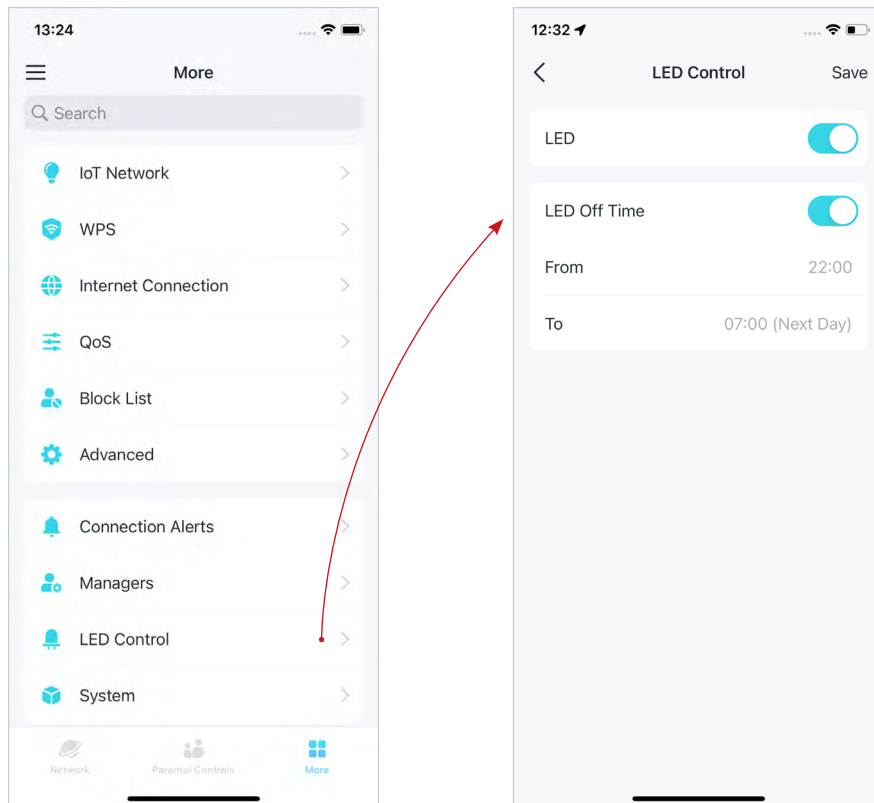 13:24
More
Search
IoT Network
WPS
Internet Connection
QoS
Block List
Advanced
Connection Alerts
Managers
LED Control
System
Network
Parental Controls
More
12:32
LED Control
Save
LED
LED Off Time
From
22:00
To
07:00 (Next Day)